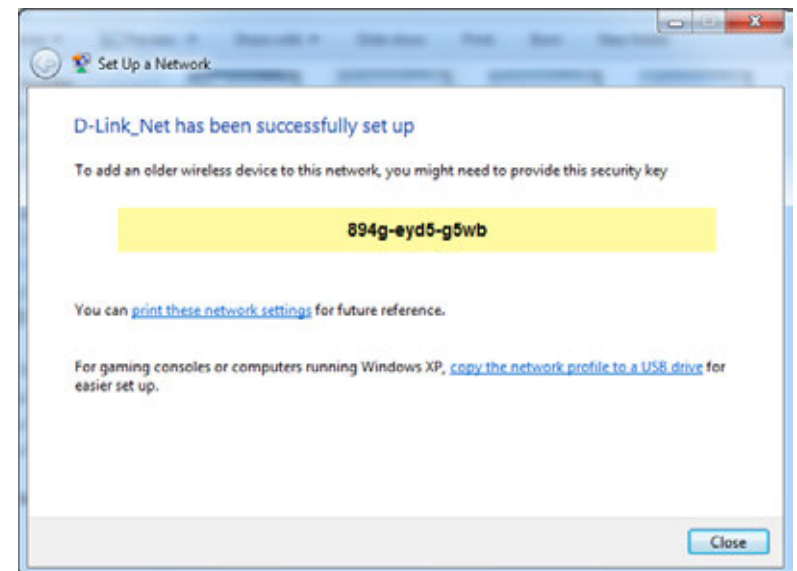 Set Up a Network
D-Link_Net has been successfully set up
To add an older wireless device to this network, you might need to provide this security key
894g-eyd5-g5wb
You can print these network settings for future reference.
For gaming consoles or computers running Windows XP, copy the network profile to a USB drive for
easier set up.
Close